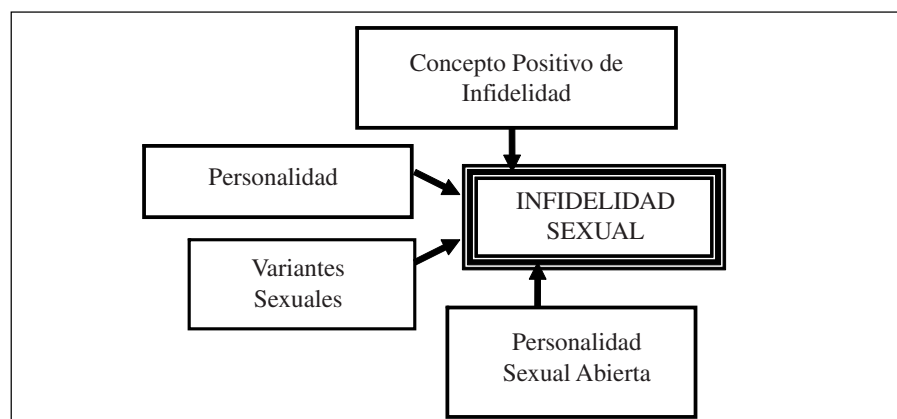 Concepto Positivo de
Infidelidad
Personalidad
INFIDELIDAD
SEXUAL
Variantes
Sexuales
Personalidad
Sexual Abierta